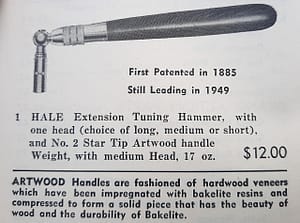 First Patented in 1885
Still Leading in 1949
1 HALE Extension Tuning Hammer, with
one head (choice of long, medium or short),
and No. 2 Star Tip Artwood handle
Weight, with medium Head, 17 oz. $12.00
ARTWOOD Handles are fashioned of hardwood veneers
which have been impregnated with bakelite resins and
compressed to form a solid piece that has the beauty of
wood and the durability of Bakelite.